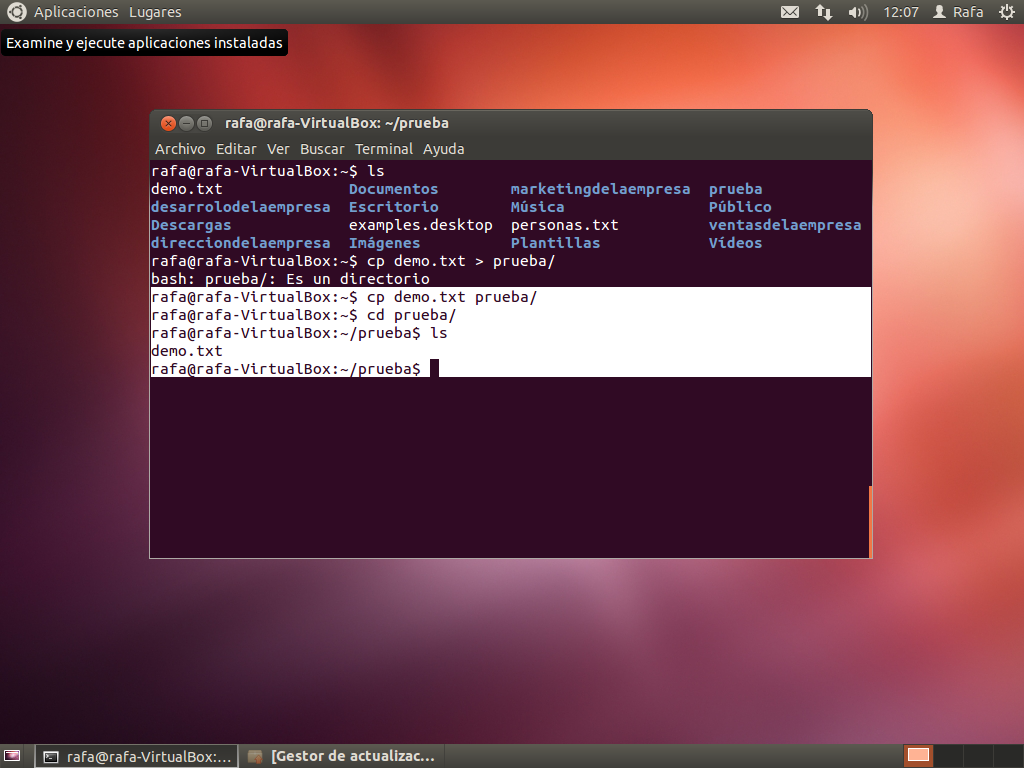 Aplicaciones Lugares 12:07 Rafa
Examine y ejecute aplicaciones instaladas
rafa@rafa-VirtualBox: ~/prueba
Archivo Editar Ver Buscar Terminal Ayuda
rafa@rafa-VirtualBox:~$ ls
demo.txt Documentos marketingdelaempresa prueba
desarrolodelaempresa Escritorio Música Público
Descargas examples.desktop personas.txt ventasdelaempresa
direcciondelaempresa Imágenes Plantillas Vídeos
rafa@rafa-VirtualBox:~$ cp demo.txt > prueba/
bash: prueba/: Es un directorio
rafa@rafa-VirtualBox:~$ cp demo.txt prueba/
rafa@rafa-VirtualBox:~$ cd prueba/
rafa@rafa-VirtualBox:~/prueba$ ls
demo.txt
rafa@rafa-VirtualBox:~/prueba$
rafa@rafa-VirtualBox:... [Gestor de actualizac...